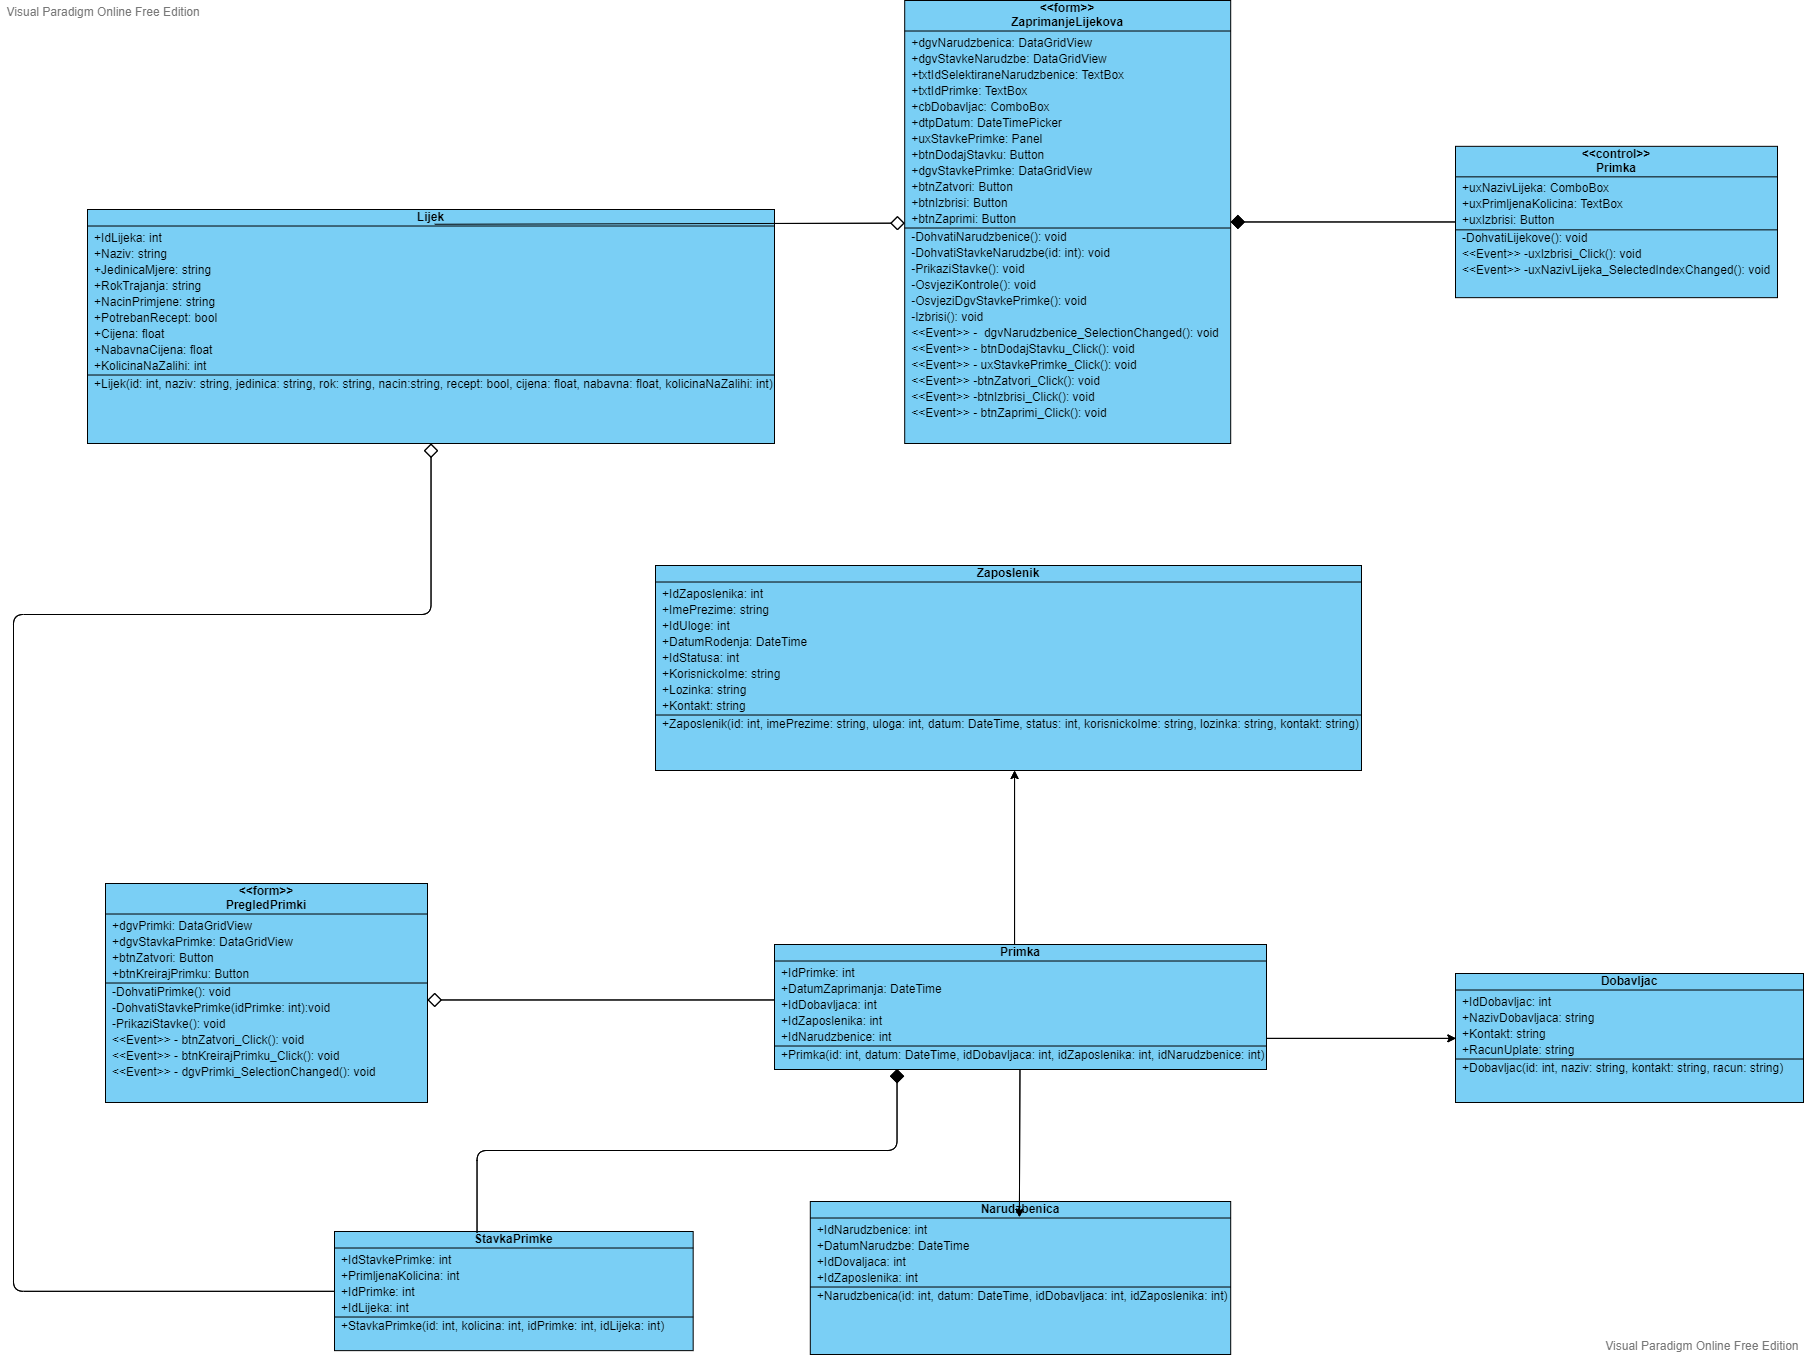 Visual Paradigm Online Free Edition
<<form>>
ZaprimanjeLijekova
+dgvNarudzbenica: DataGridView
+dgvStavkeNarudzbe: DataGridView
+txtIdSelektiraneNarudzbenice: TextBox
+txtIdPrimke: TextBox
+cbDobavljac: ComboBox
+dtpDatum: DateTimePicker
+uxStavkePrimke: Panel
+btnDodajStavku: Button
+dgvStavkePrimke: DataGridView
+btnZatvori: Button
+btnIzbrisi: Button
+btnZaprimi: Button
-DohvatiNarudzbenice(): void
-DohvatiStavkeNarudzbe(id: int): void
-PrikaziStavke(): void
-OsvjeziKontrole(): void
-OsvjeziDgvStavkePrimke(): void
-Izbrisi(): void
<<Event>> -  dgvNarudzbenice_SelectionChanged(): void
<<Event>> - btnDodajStavku_Click(): void
<<Event>> - uxStavkePrimke_Click(): void
<<Event>> -btnZatvori_Click(): void
<<Event>> -btnIzbrisi_Click(): void
<<Event>> - btnZaprimi_Click(): void
<<control>>
Primka
+uxNazivLijeka: ComboBox
+uxPrimljenaKolicina: TextBox
+uxIzbrisi: Button
-DohvatiLijekove(): void
<<Event>> -uxIzbrisi_Click(): void
<<Event>> -uxNazivLijeka_SelectedIndexChanged(): void
Lijek
+IdLijeka: int
+Naziv: string
+JedinicaMjere: string
+RokTrajanja: string
+NacinPrimjene: string
+PotrebanRecept: bool
+Cijena: float
+NabavnaCijena: float
+KolicinaNaZalihi: int
+Lijek(id: int, naziv: string, jedinica: string, rok: string, nacin:string, recept: bool, cijena: float, nabavna: float, kolicinaNaZalihi: int)
Zaposlenik
+IdZaposlenika: int
+ImePrezime: string
+IdUloge: int
+DatumRodenja: DateTime
+IdStatusa: int
+KorisnickoIme: string
+Lozinka: string
+Kontakt: string
+Zaposlenik(id: int, imePrezime: string, uloga: int, datum: DateTime, status: int, korisnickoIme: string, lozinka: string, kontakt: string)
<<form>>
PregledPrimki
+dgvPrimki: DataGridView
+dgvStavkaPrimke: DataGridView
+btnZatvori: Button
+btnKreirajPrimku: Button
-DohvatiPrimke(): void
-DohvatiStavkePrimke(idPrimke: int):void
-PrikaziStavke(): void
<<Event>> - btnZatvori_Click(): void
<<Event>> - btnKreirajPrimku_Click(): void
<<Event>> - dgvPrimki_SelectionChanged(): void
Primka
+IdPrimke: int
+DatumZaprimanja: DateTime
+IdDobavljaca: int
+IdZaposlenika: int
+IdNarudzbenice: int
+Primka(id: int, datum: DateTime, idDobavljaca: int, idZaposlenika: int, idNarudzbenice: int)
Dobavljac
+IdDobavljac: int
+NazivDobavljaca: string
+Kontakt: string
+RacunUplate: string
+Dobavljac(id: int, naziv: string, kontakt: string, racun: string)
StavkaPrimke
+IdStavkePrimke: int
+PrimljenaKolicina: int
+IdPrimke: int
+IdLijeka: int
+StavkaPrimke(id: int, kolicina: int, idPrimke: int, idLijeka: int)
Narudzbenica
+IdNarudzbenice: int
+DatumNarudzbe: DateTime
+IdDovaljaca: int
+IdZaposlenika: int
+Narudzbenica(id: int, datum: DateTime, idDobavljaca: int, idZaposlenika: int)
Visual Paradigm Online Free Edition